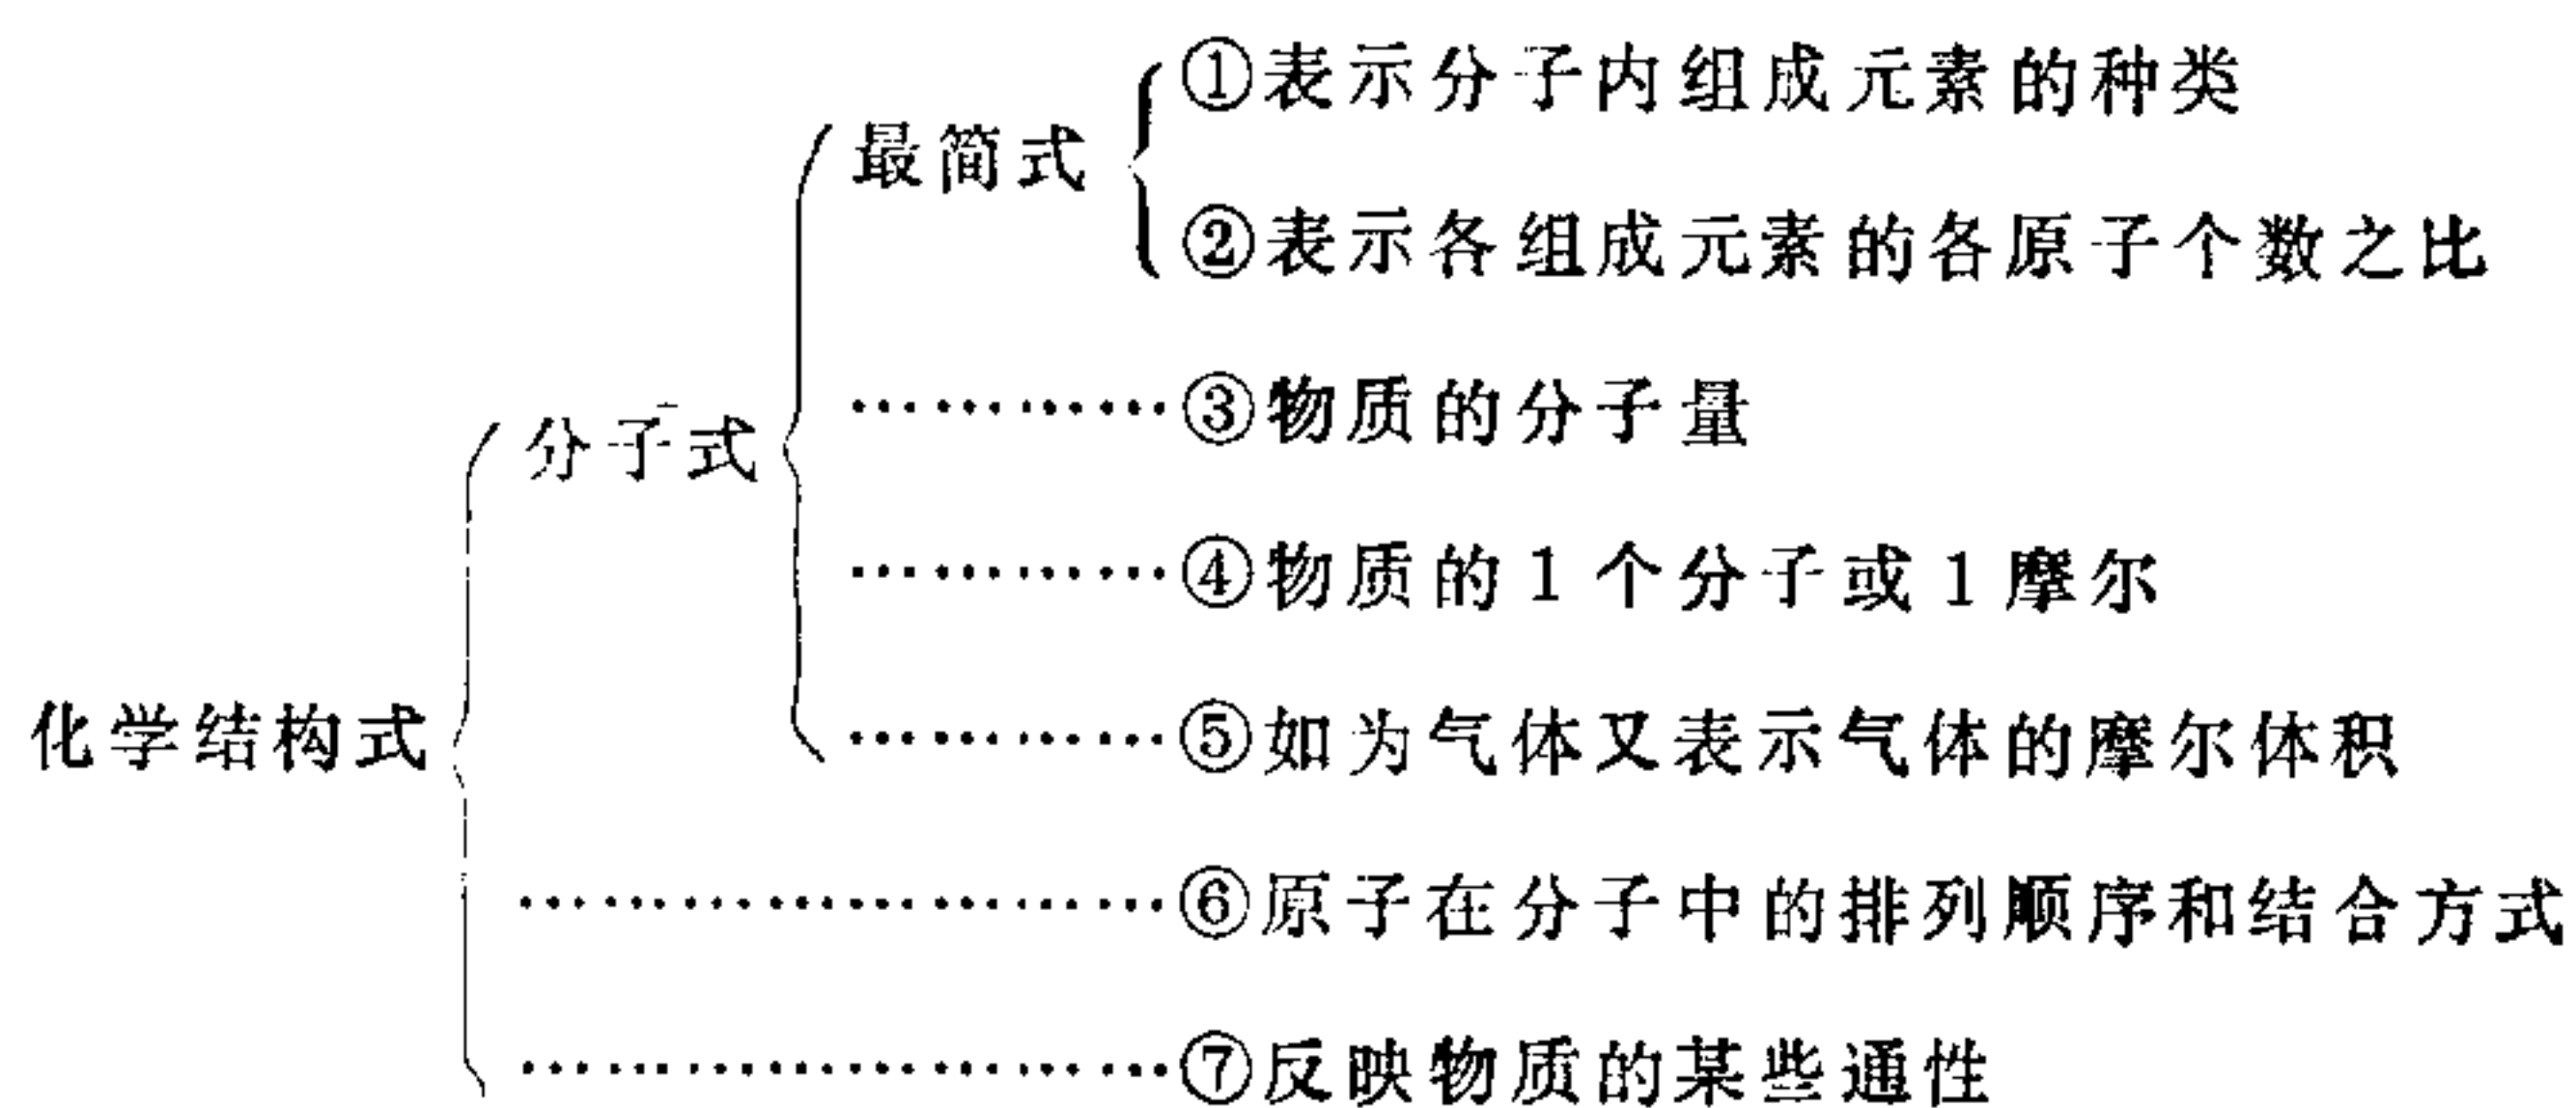 ①表示分子内组成元素的种类
最简式
②表示各组成元素的各原子个数之比
…………③物质的分子量
分子式
…………④物质的1个分子或1摩尔
化学结构式
…………⑤如为气体又表示气体的摩尔体积
……………………⑥原子在分子中的排列顺序和结合方式
……………………⑦反映物质的某些通性